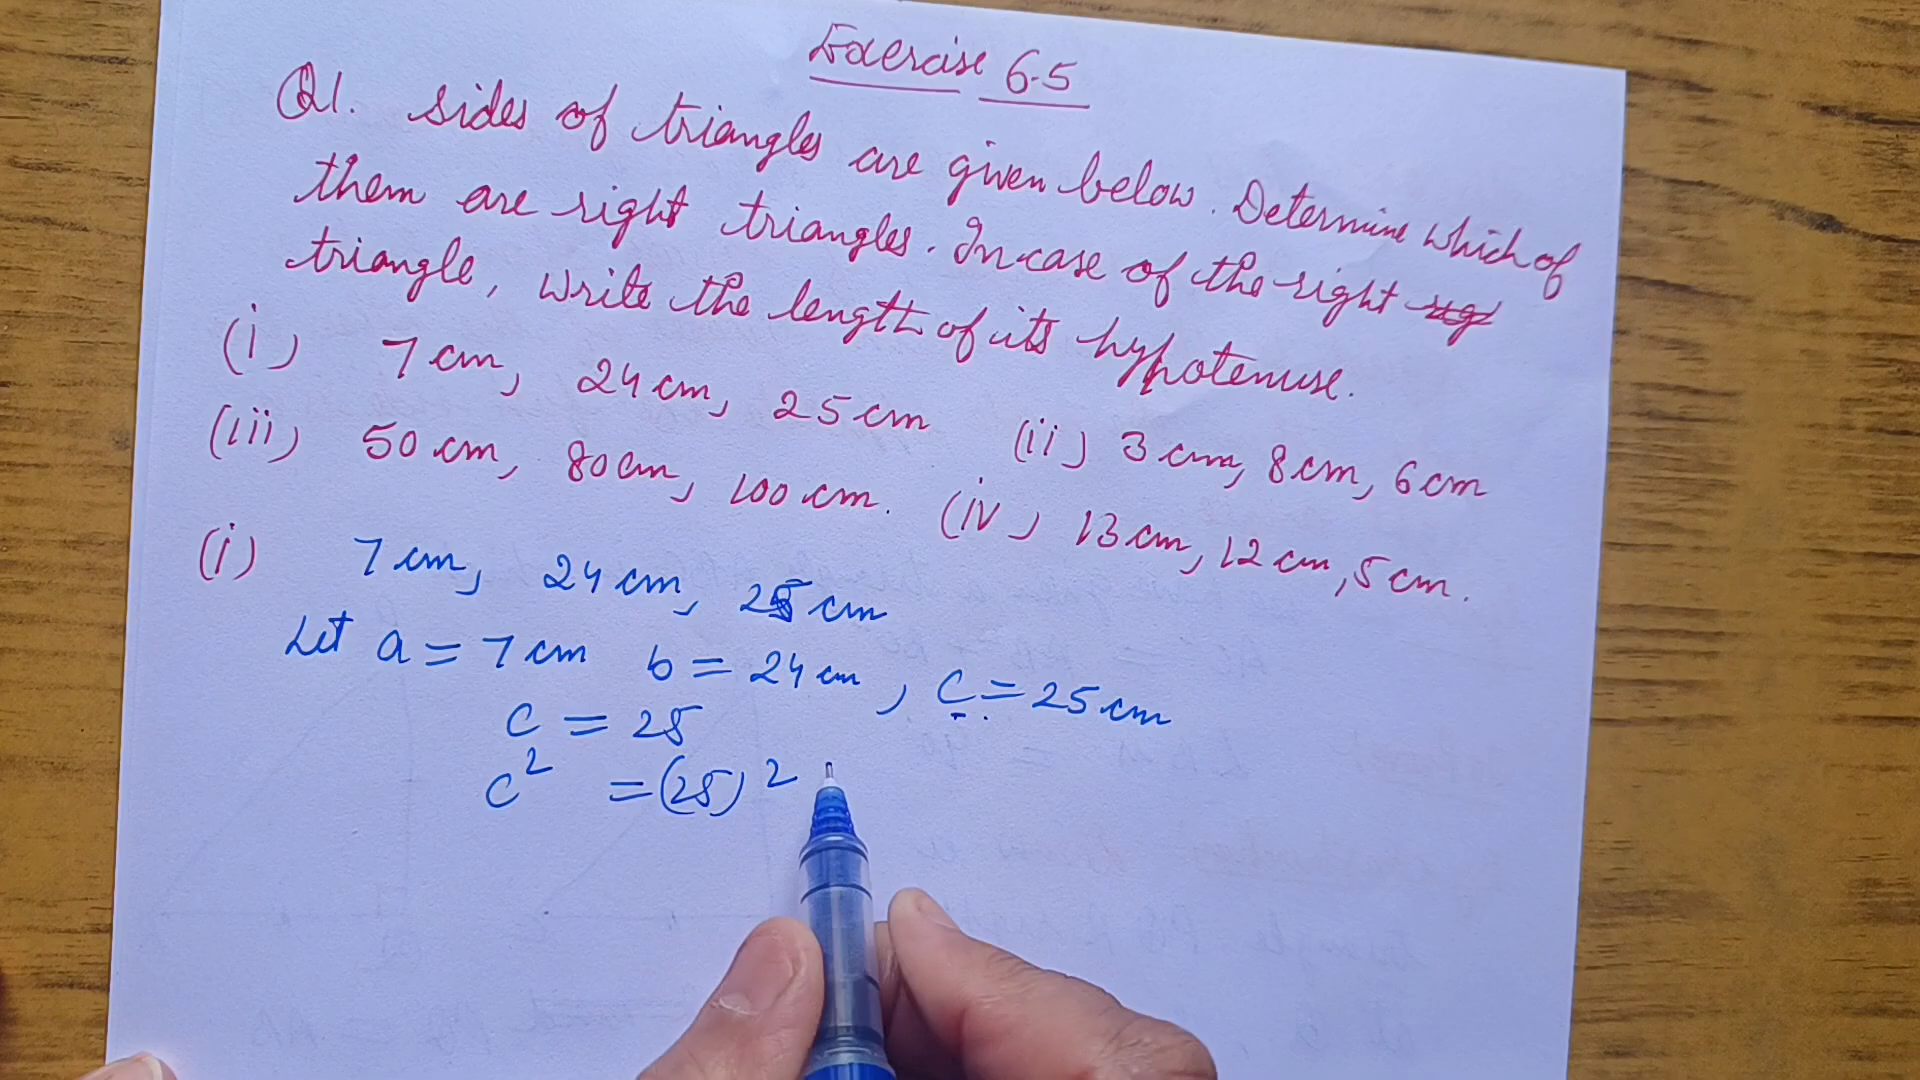 Exercise 6.5
Q1. sides of triangles are given below. Determine which of
them are right triangles. In case of the right
triangle, write the length of its hypotenuse.
(i) 7 cm, 24 cm, 25 cm (ii) 3 cm, 8 cm, 6 cm
(iii) 50 cm, 80 cm, 100 cm. (iv) 13 cm, 12 cm, 5 cm.
(i) 7 cm, 24 cm, 25 cm
Let a = 7 cm b = 24 cm, c = 25 cm
c = 25
c² = (25)²